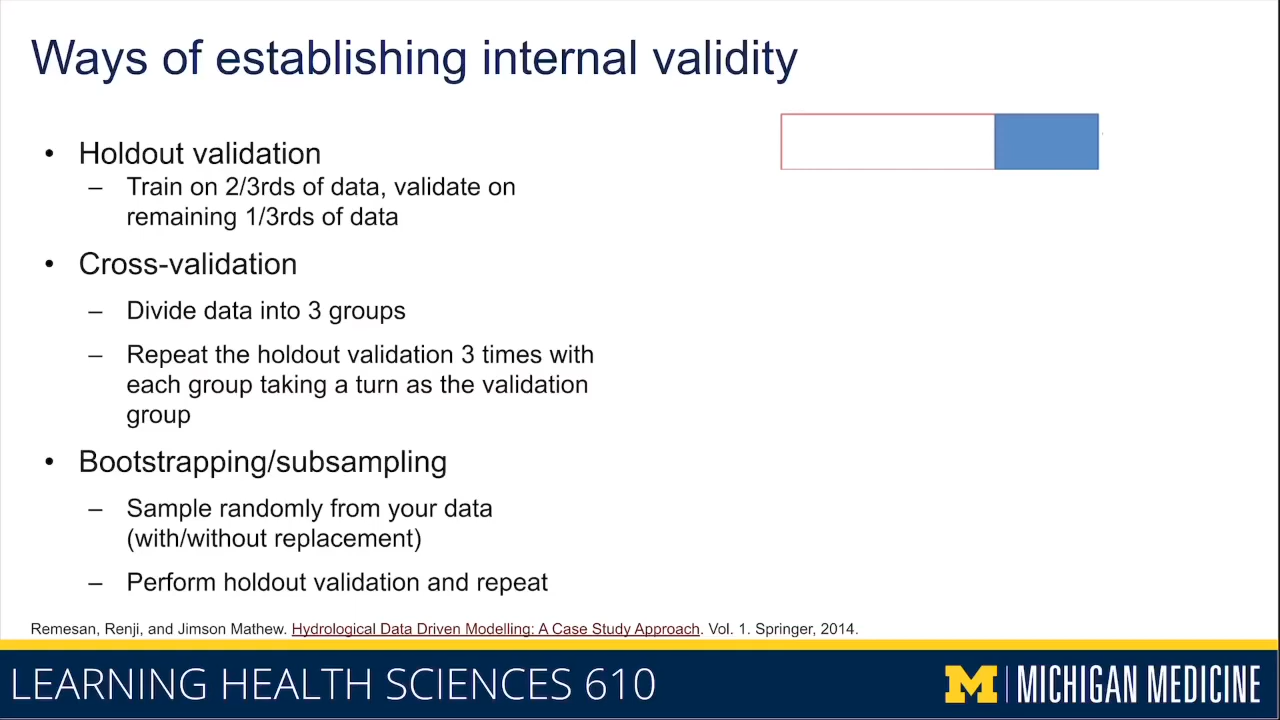 Ways of establishing internal validity
• Holdout validation
– Train on 2/3rds of data, validate on
remaining 1/3rds of data
• Cross-validation
– Divide data into 3 groups
– Repeat the holdout validation 3 times with
each group taking a turn as the validation
group
• Bootstrapping/subsampling
– Sample randomly from your data
(with/without replacement)
– Perform holdout validation and repeat
Remesan, Renji, and Jimson Mathew. Hydrological Data Driven Modelling: A Case Study Approach. Vol. 1. Springer, 2014.
LEARNING HEALTH SCIENCES 610
M | MICHIGAN MEDICINE